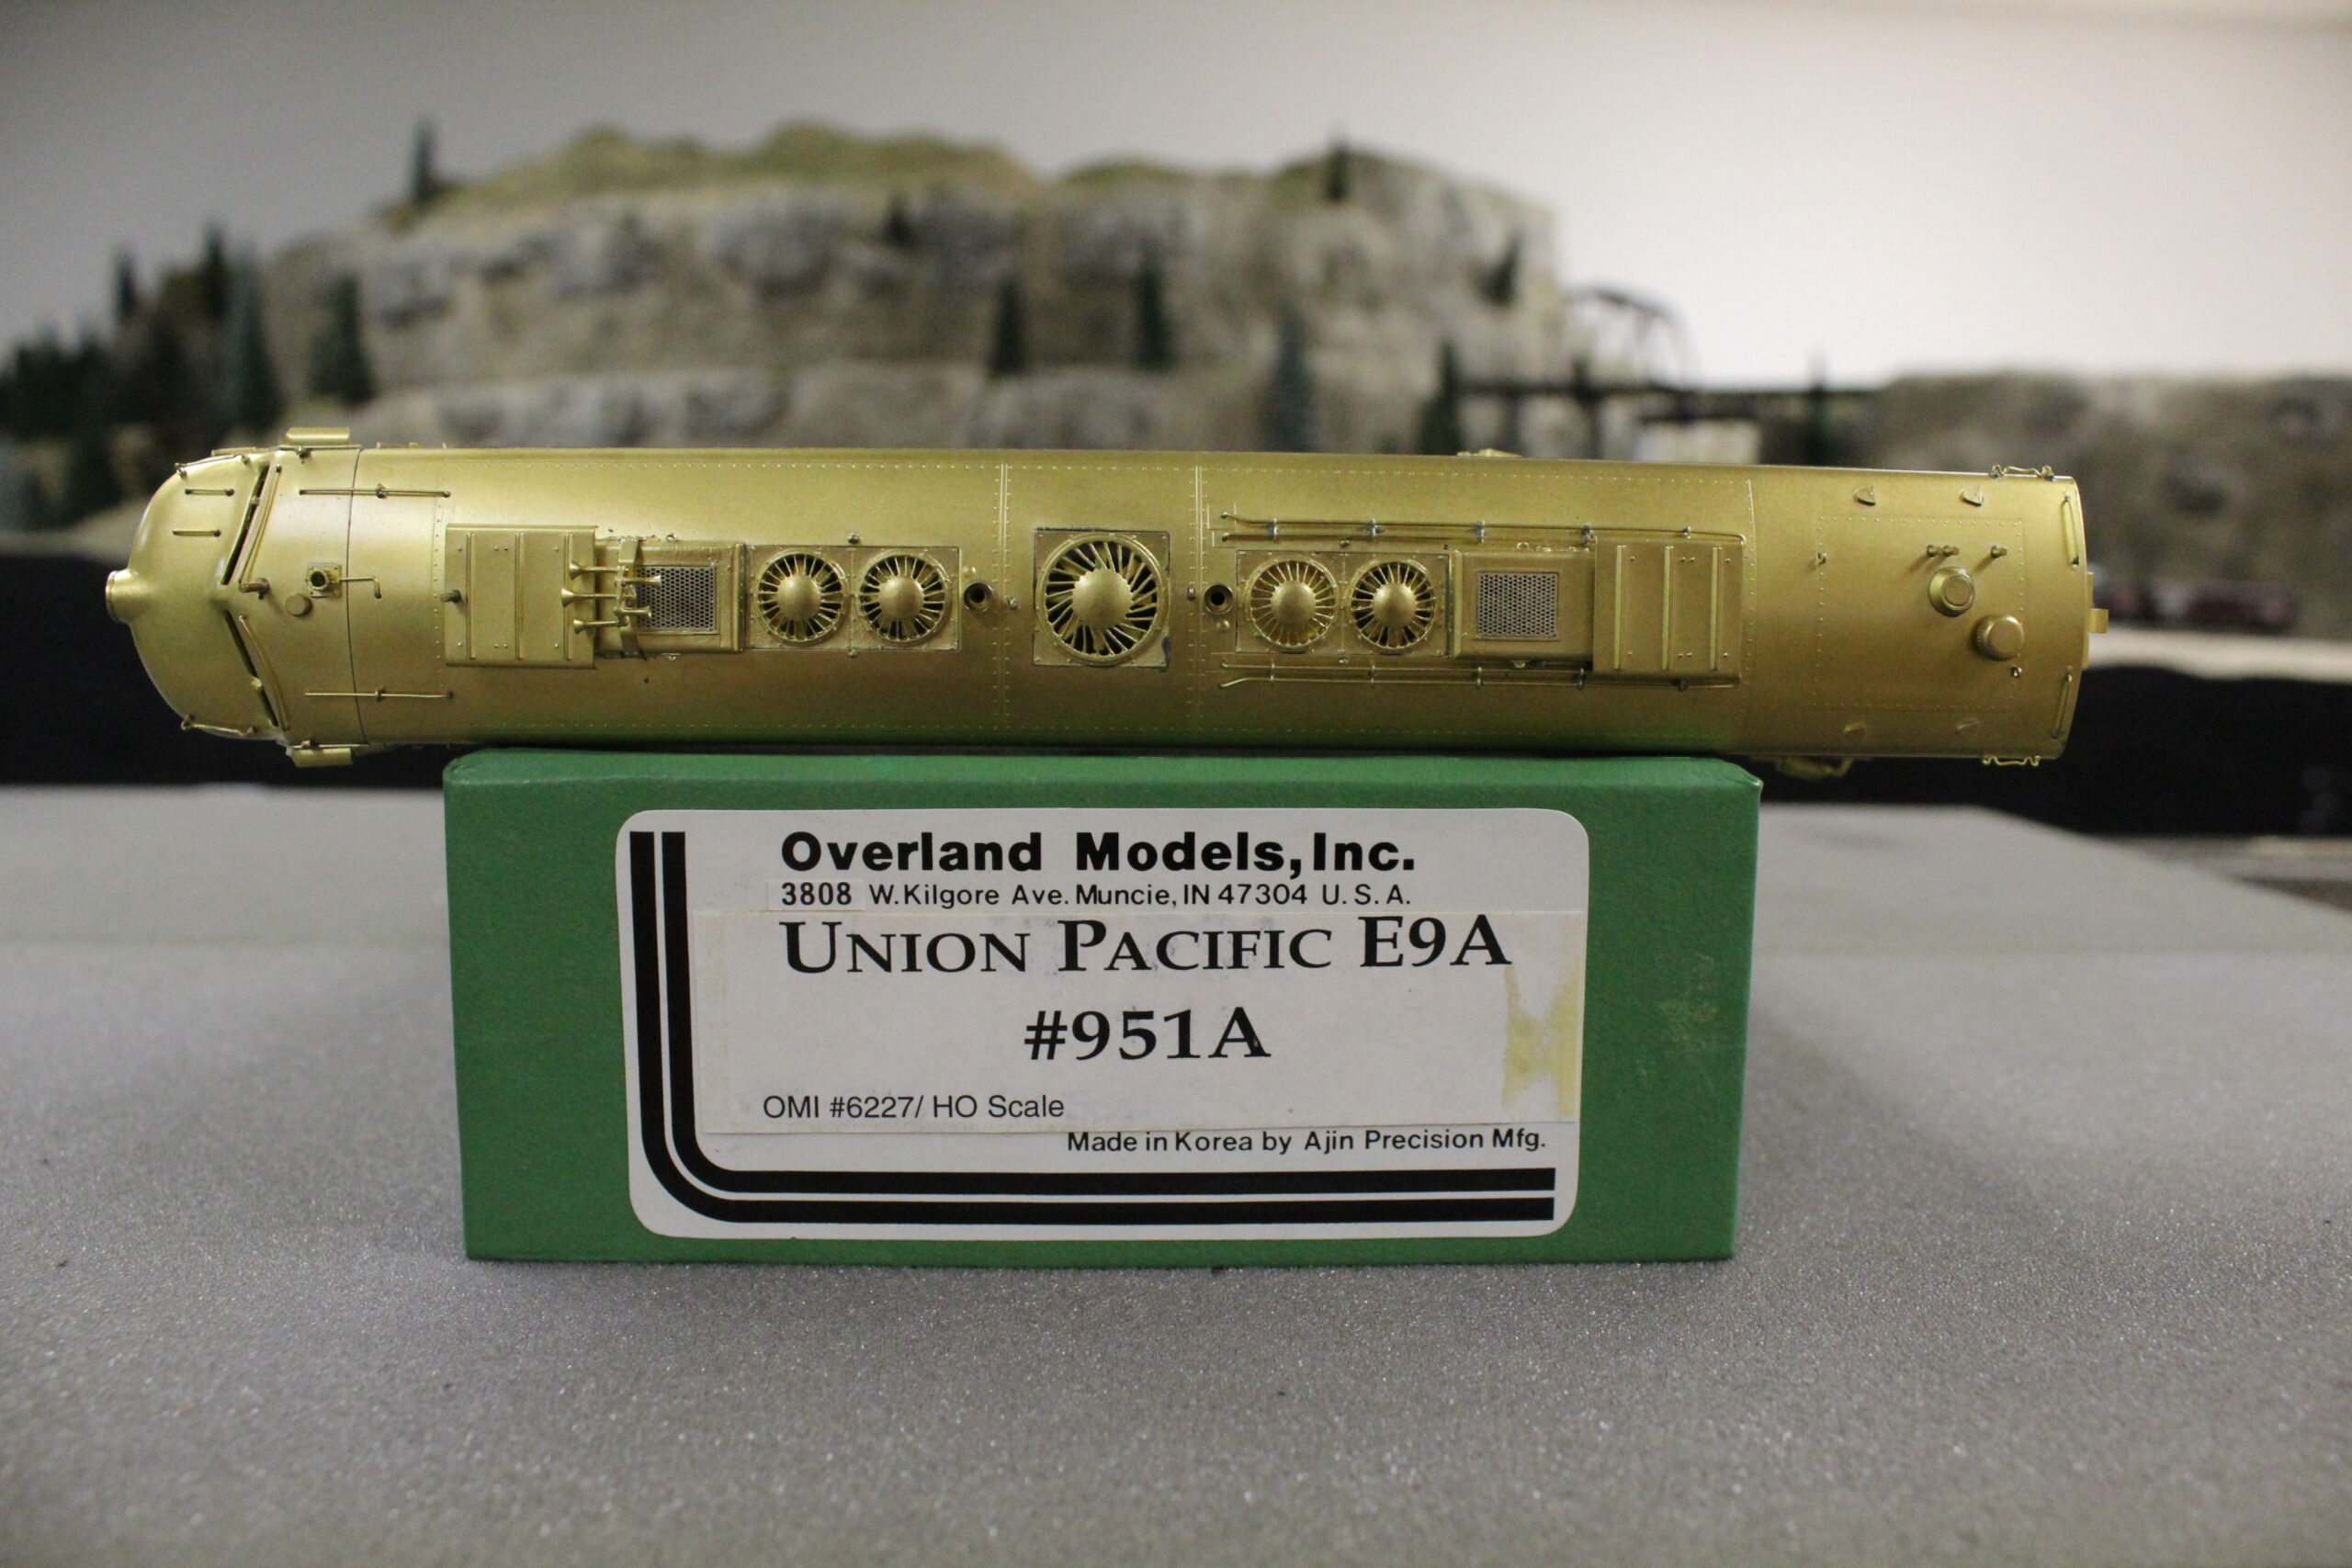 Overland Models, Inc.
3808 W. Kilgore Ave. Muncie, IN 47304 U.S.A.
UNION PACIFIC E9A
#951A
OMI #6227/ HO Scale
Made in Korea by Ajin Precision Mfg.